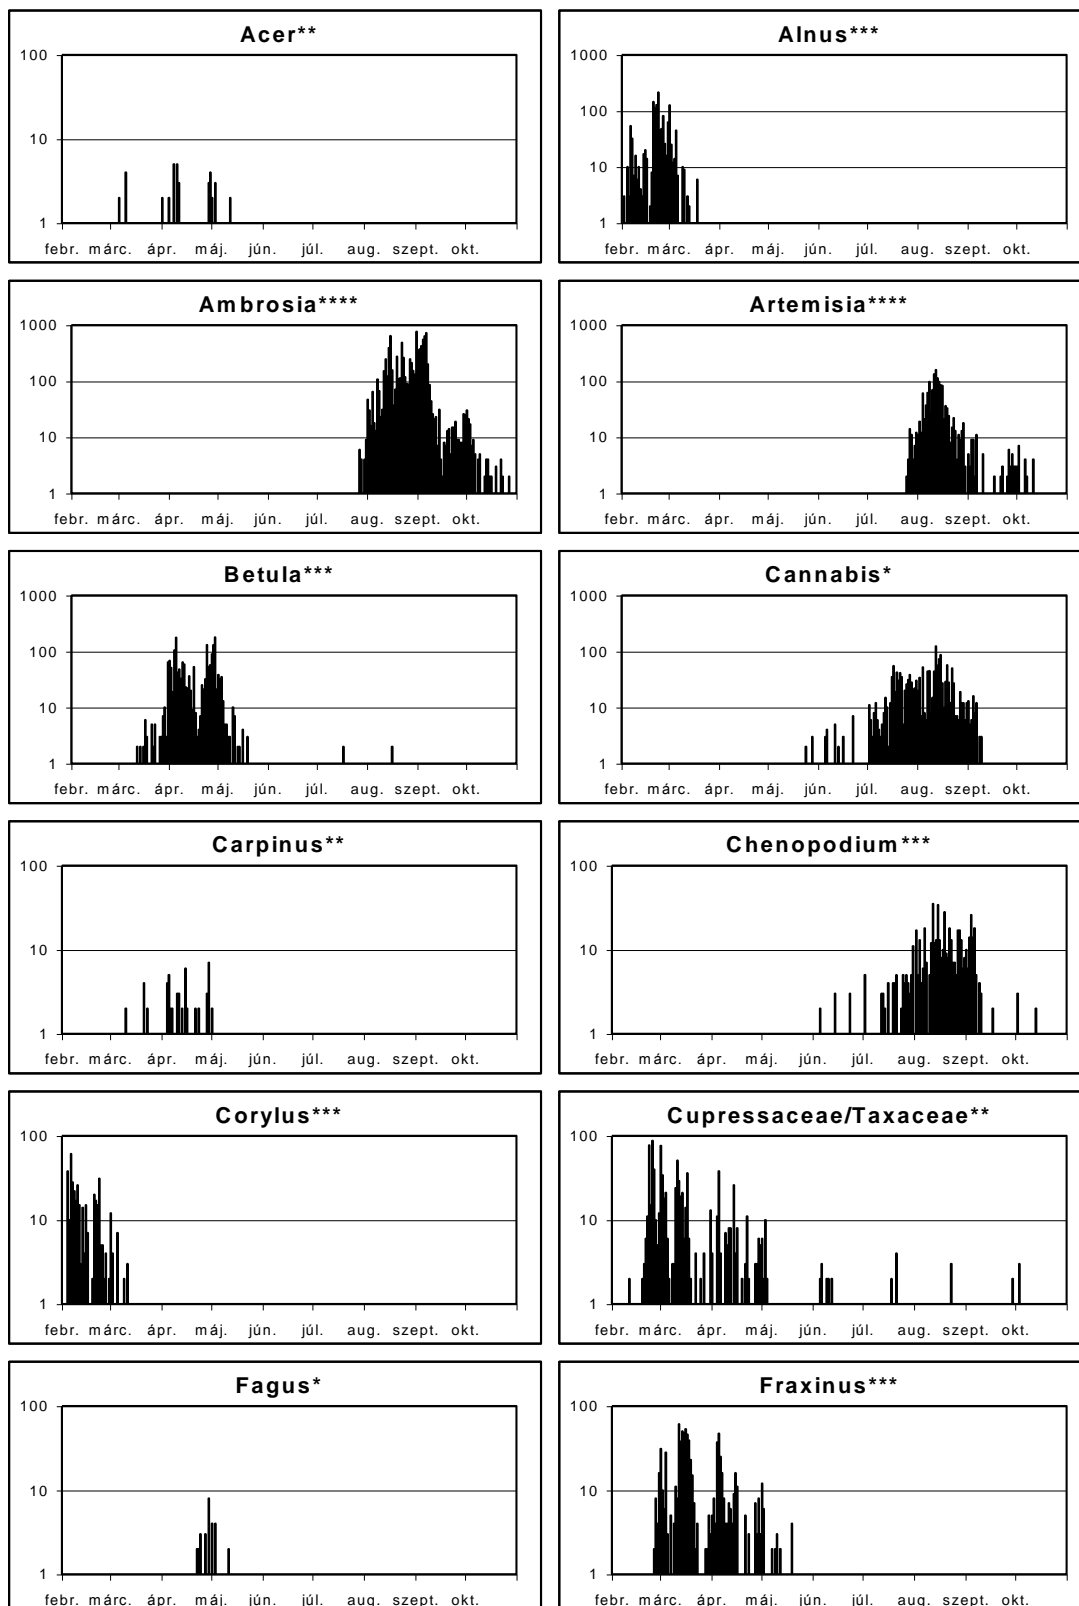 Acer**
100
10
1
febr. márc. ápr. máj. jún. júl. aug. szept. okt.
Alnus***
1000
100
10
1
febr. márc. ápr. máj. jún. júl. aug. szept. okt.
Ambrosia****
1000
100
10
1
febr. márc. ápr. máj. jún. júl. aug. szept. okt.
Artemisia****
1000
100
10
1
febr. márc. ápr. máj. jún. júl. aug. szept. okt.
Betula***
1000
100
10
1
febr. márc. ápr. máj. jún. júl. aug. szept. okt.
Cannabis*
1000
100
10
1
febr. márc. ápr. máj. jún. júl. aug. szept. okt.
Carpinus**
100
10
1
febr. márc. ápr. máj. jún. júl. aug. szept. okt.
Chenopodium***
100
10
1
febr. márc. ápr. máj. jún. júl. aug. szept. okt.
Corylus***
100
10
1
febr. márc. ápr. máj. jún. júl. aug. szept. okt.
Cupressaceae/Taxaceae**
100
10
1
febr. márc. ápr. máj. jún. júl. aug. szept. okt.
Fagus*
100
10
1
febr. márc. ápr. máj. jún. júl. aug. szept. okt.
Fraxinus***
100
10
1
febr. márc. ápr. máj. jún. júl. aug. szept. okt.